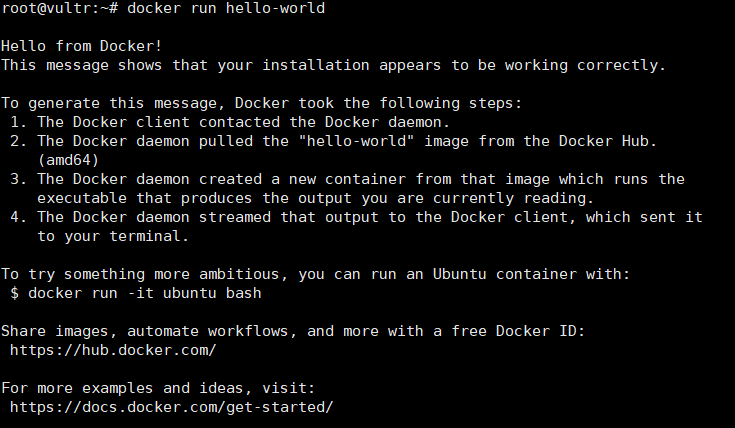 root@vultr:~# docker run hello-world
Hello from Docker!
This message shows that your installation appears to be working correctly.
To generate this message, Docker took the following steps:
1. The Docker client contacted the Docker daemon.
2. The Docker daemon pulled the "hello-world" image from the Docker Hub.
(amd64)
3. The Docker daemon created a new container from that image which runs the
executable that produces the output you are currently reading.
4. The Docker daemon streamed that output to the Docker client, which sent it
to your terminal.
To try something more ambitious, you can run an Ubuntu container with:
$ docker run -it ubuntu bash
Share images, automate workflows, and more with a free Docker ID:
https://hub.docker.com/
For more examples and ideas, visit:
https://docs.docker.com/get-started/